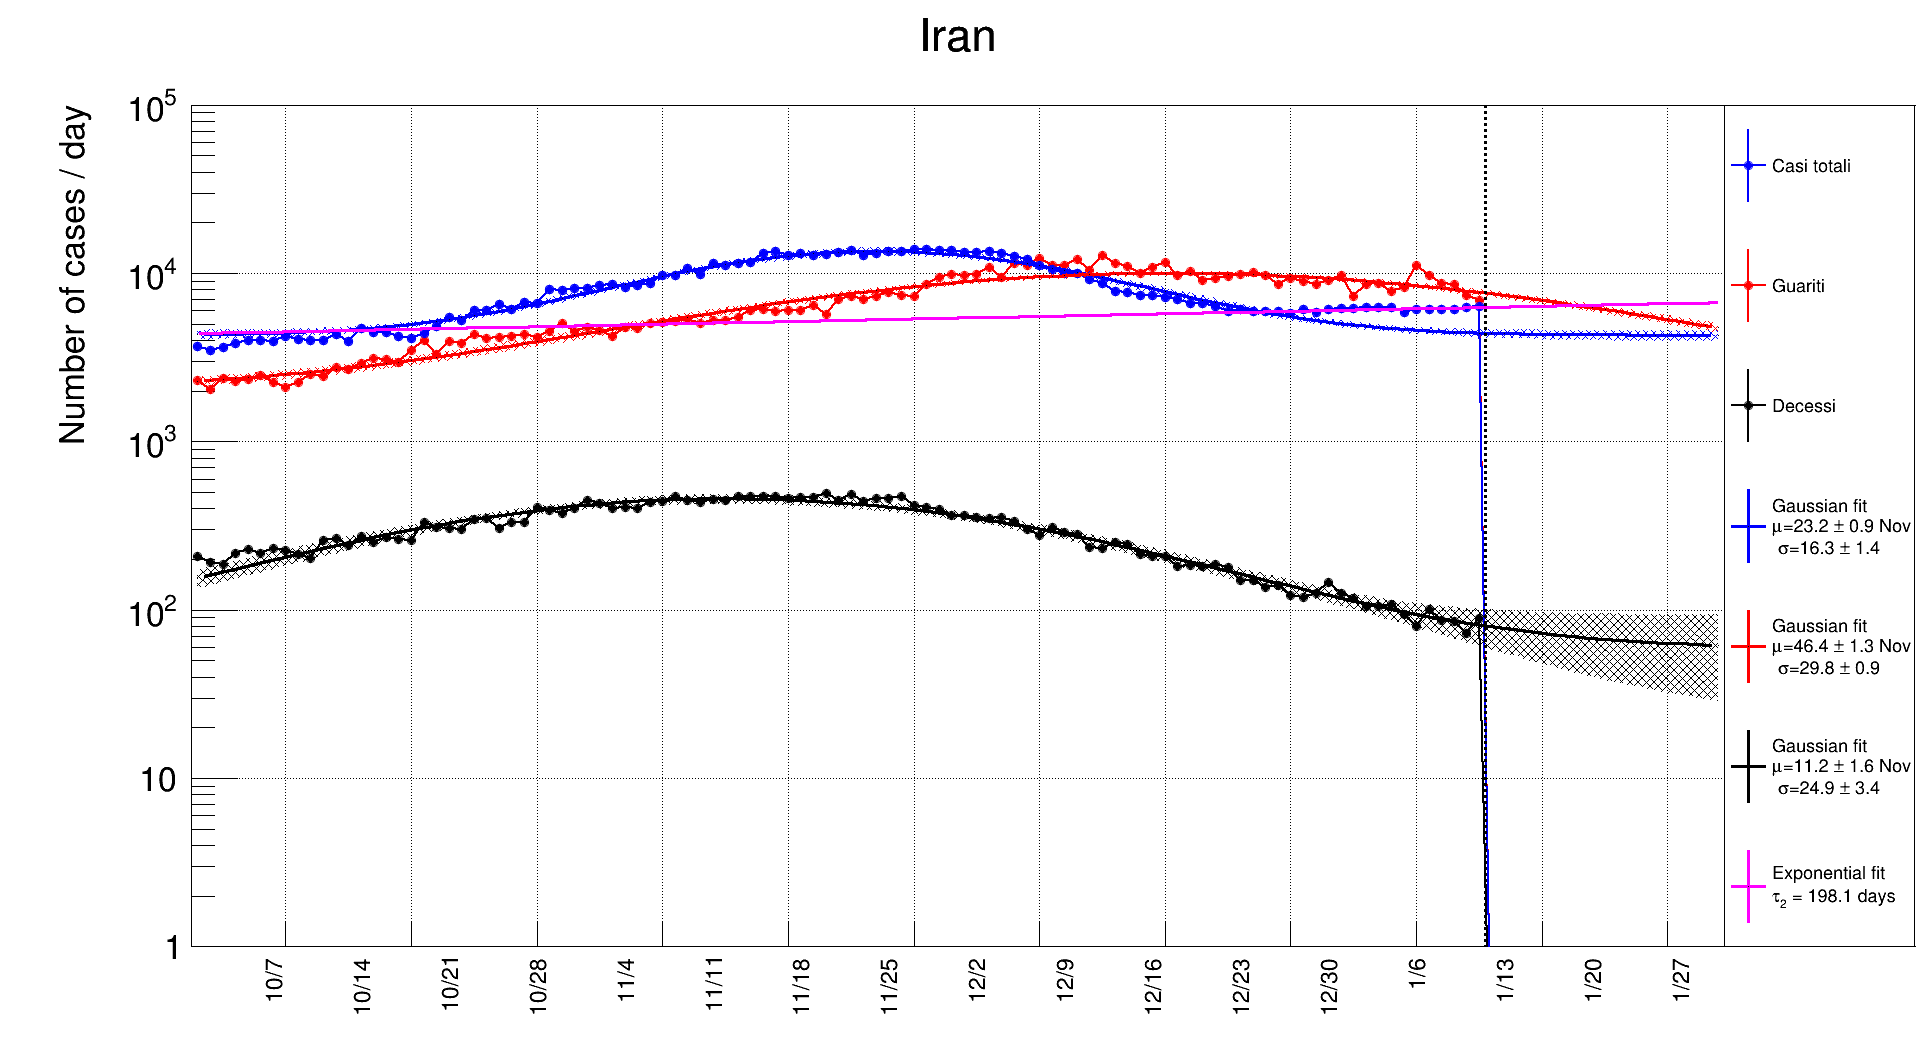 Iran
Number of cases / day
10^5
10^4
10^3
10^2
10
1
10/7
10/14
10/21
10/28
11/4
11/11
11/18
11/25
12/2
12/9
12/16
12/23
12/30
1/6
1/13
1/20
1/27
Casi totali
Guariti
Decessi
Gaussian fit
μ=23.2 ± 0.9 Nov
σ=16.3 ± 1.4
Gaussian fit
μ=46.4 ± 1.3 Nov
σ=29.8 ± 0.9
Gaussian fit
μ=11.2 ± 1.6 Nov
σ=24.9 ± 3.4
Exponential fit
τ₂ = 198.1 days